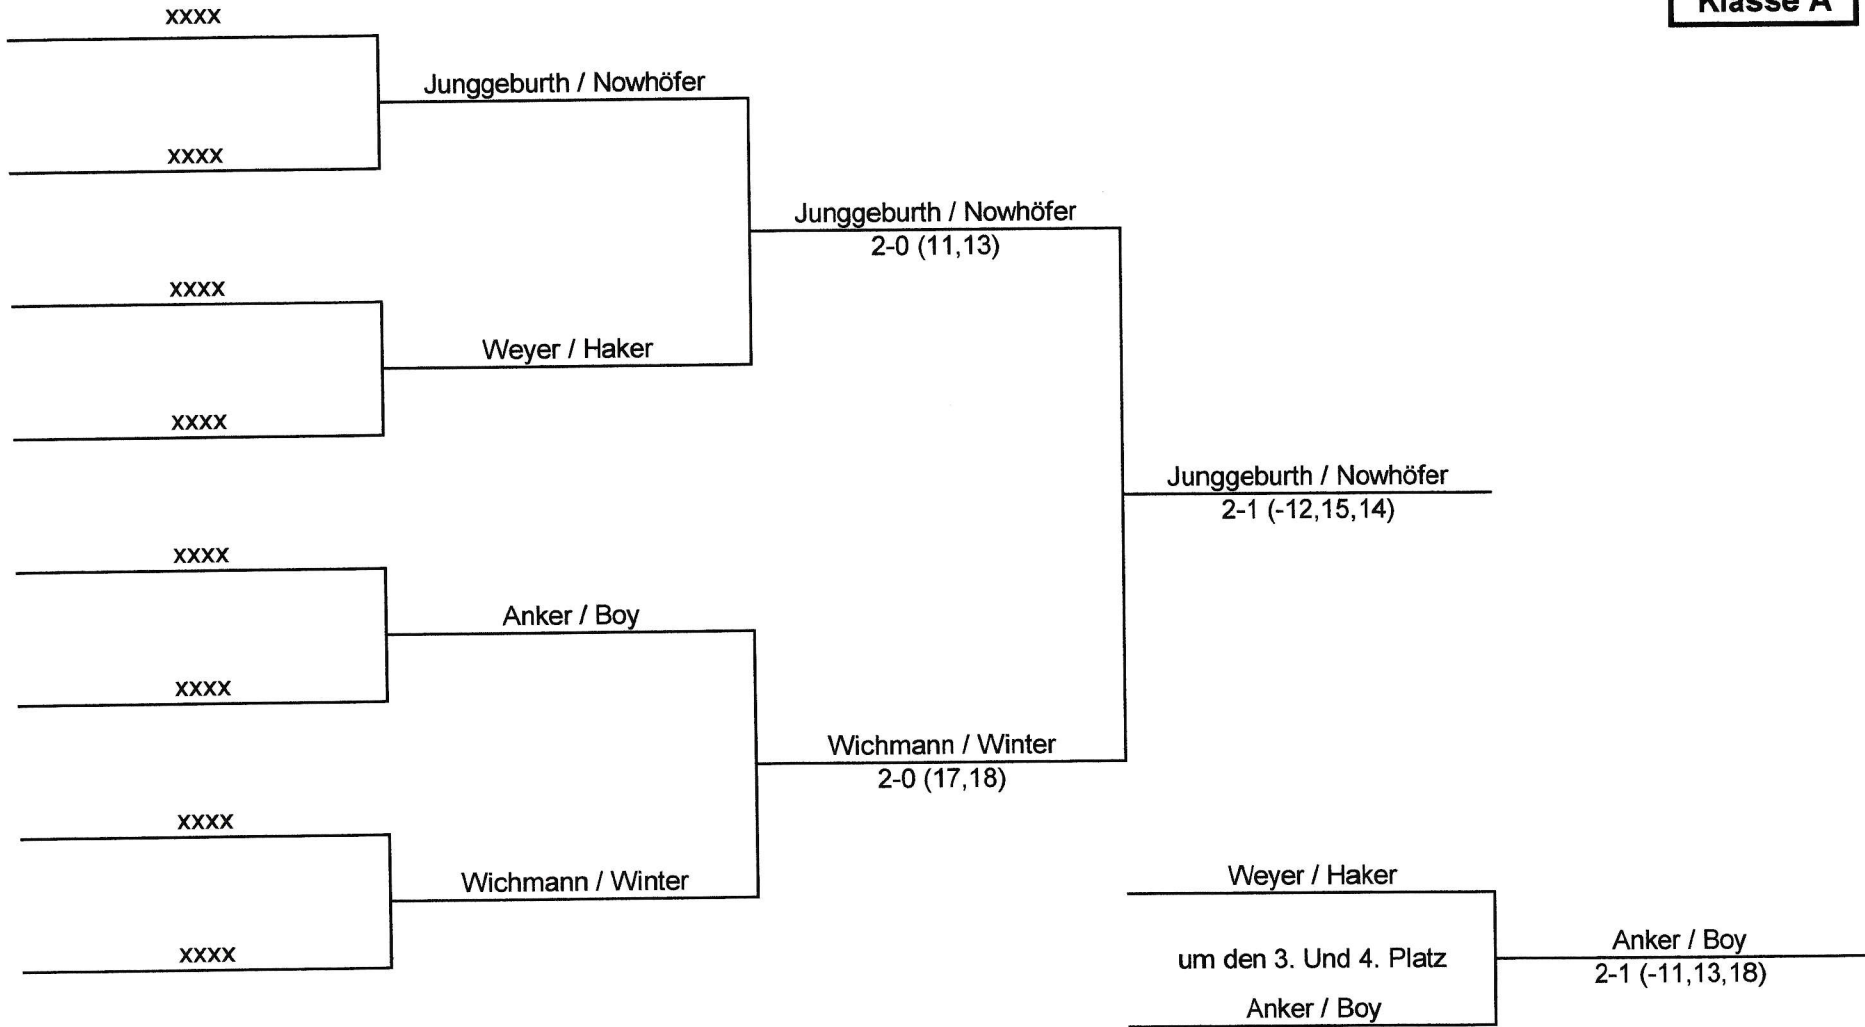 Klasse A
xxxx
Junggeburth / Nowhöfer
xxxx
Junggeburth / Nowhöfer
2-0 (11,13)
xxxx
Weyer / Haker
xxxx
Junggeburth / Nowhöfer
2-1 (-12,15,14)
xxxx
Anker / Boy
xxxx
Wichmann / Winter
2-0 (17,18)
xxxx
Wichmann / Winter
xxxx
Weyer / Haker
um den 3. Und 4. Platz
Anker / Boy
2-1 (-11,13,18)
Anker / Boy